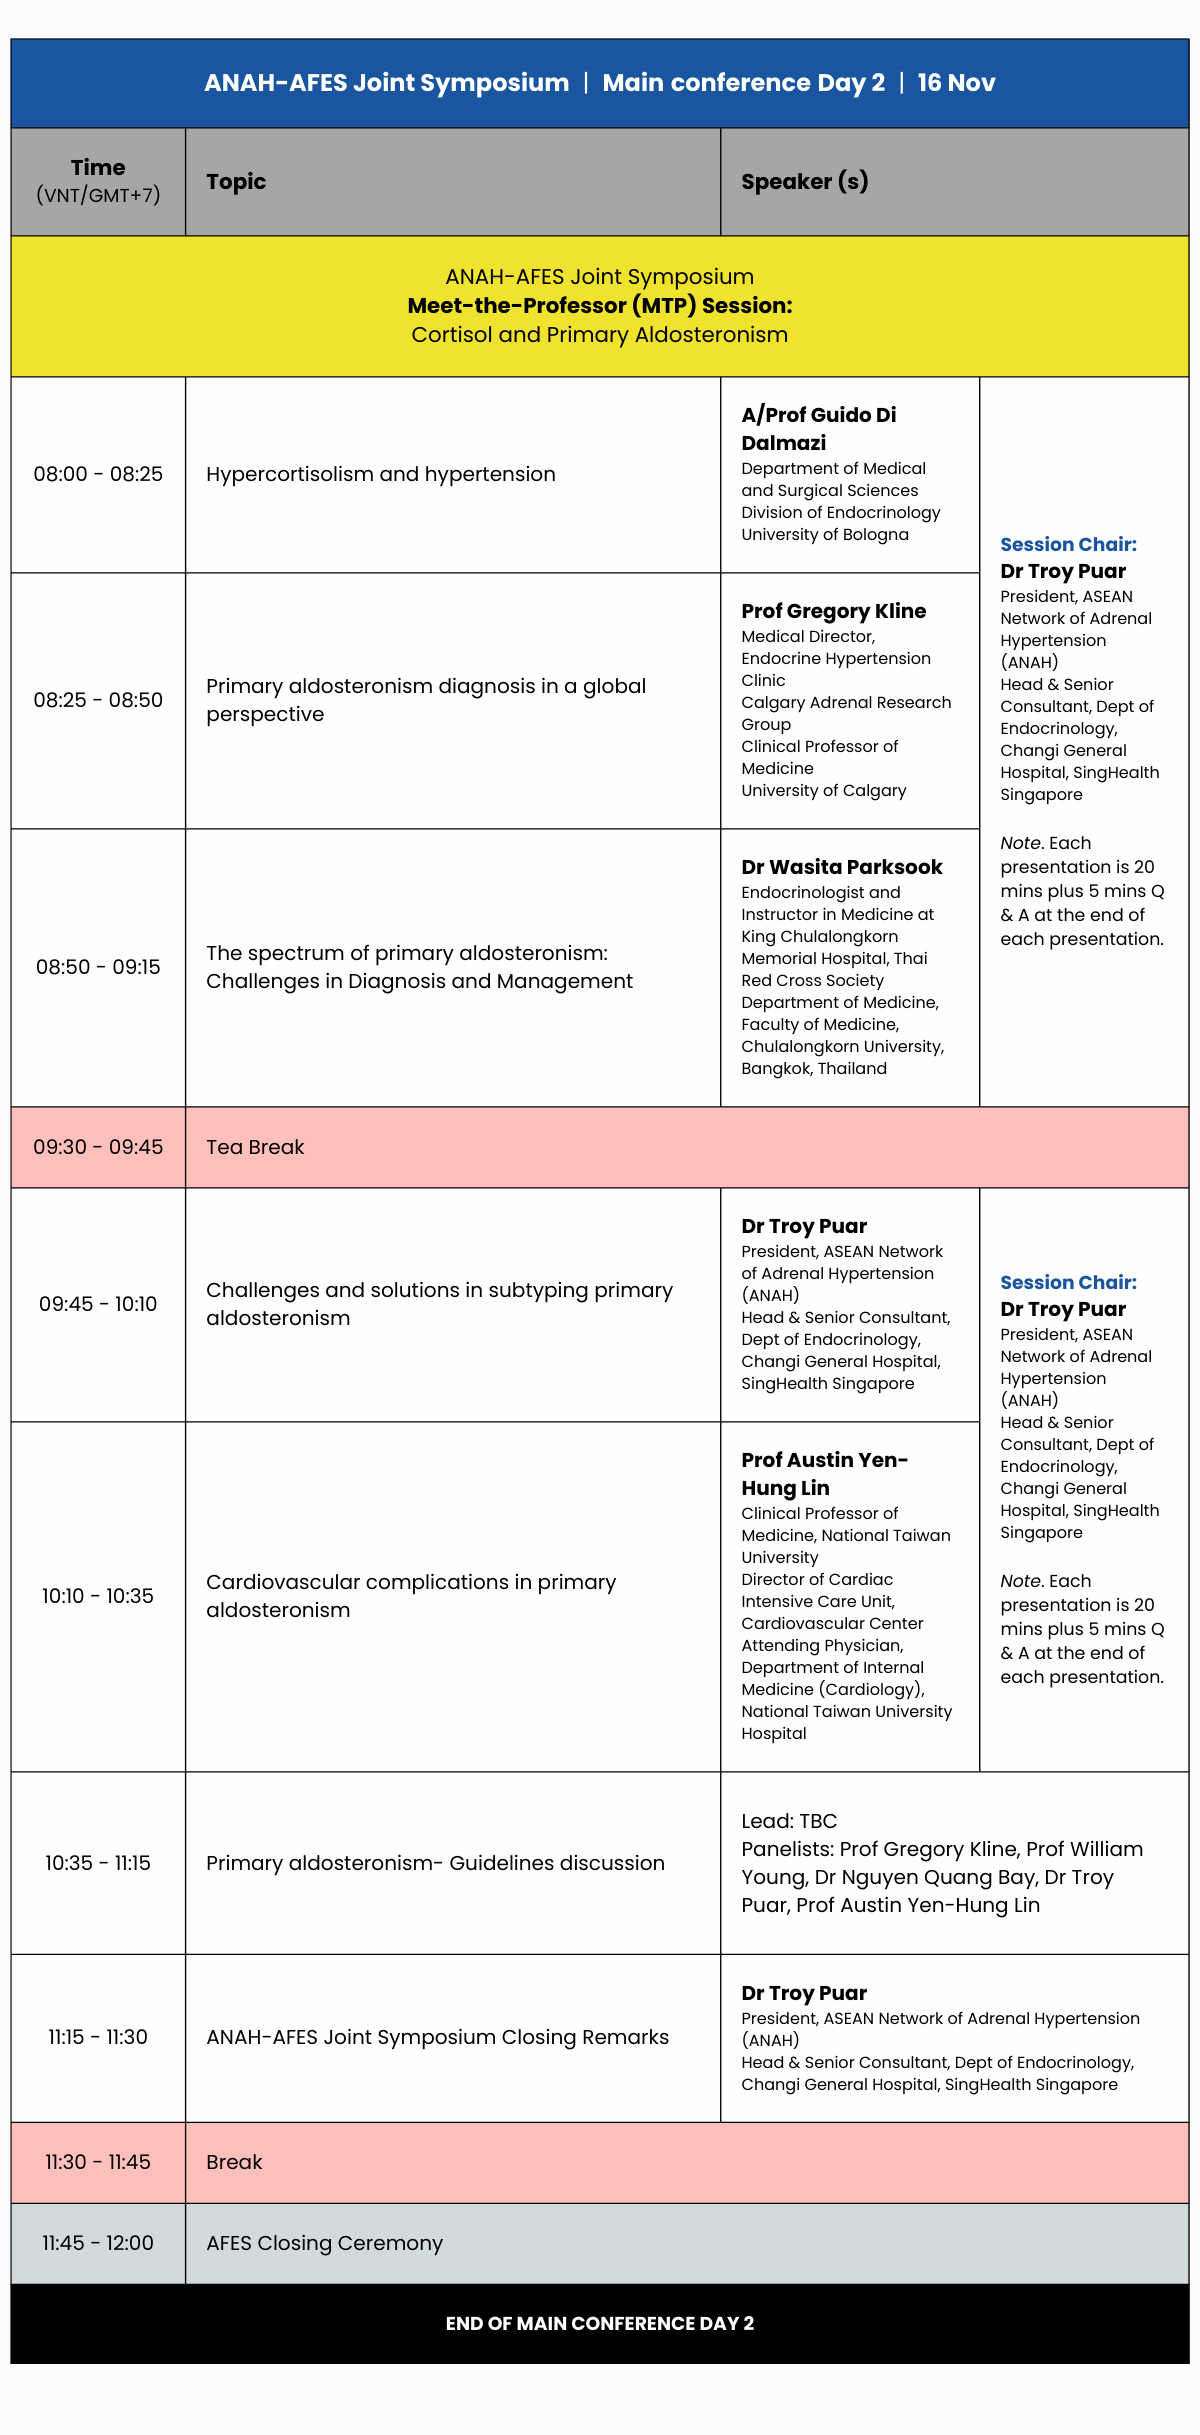 ANAH-AFES Joint Symposium | Main conference Day 2 | 16 Nov
Time
(VNT/GMT+7)
Topic
Speaker (s)
ANAH-AFES Joint Symposium
Meet-the-Professor (MTP) Session:
Cortisol and Primary Aldosteronism
08:00 - 08:25
Hypercortisolism and hypertension
A/Prof Guido Di
Dalmazi
Department of Medical
and Surgical Sciences
Division of Endocrinology
University of Bologna
Session Chair:
Dr Troy Puar
President, ASEAN
Network of Adrenal
Hypertension
(ANAH)
Head & Senior
Consultant, Dept of
Endocrinology,
Changi General
Hospital, SingHealth
Singapore
Note. Each
presentation is 20
mins plus 5 mins Q
& A at the end of
each presentation.
08:25 - 08:50
Primary aldosteronism diagnosis in a global
perspective
Prof Gregory Kline
Medical Director,
Endocrine Hypertension
Clinic
Calgary Adrenal Research
Group
Clinical Professor of
Medicine
University of Calgary
08:50 - 09:15
The spectrum of primary aldosteronism:
Challenges in Diagnosis and Management
Dr Wasita Parksook
Endocrinologist and
Instructor in Medicine at
King Chulalongkorn
Memorial Hospital, Thai
Red Cross Society
Department of Medicine,
Faculty of Medicine,
Chulalongkorn University,
Bangkok, Thailand
09:30 - 09:45
Tea Break
09:45 - 10:10
Challenges and solutions in subtyping primary
aldosteronism
Dr Troy Puar
President, ASEAN Network
of Adrenal Hypertension
(ANAH)
Head & Senior Consultant,
Dept of Endocrinology,
Changi General Hospital,
SingHealth Singapore
Session Chair:
Dr Troy Puar
President, ASEAN
Network of Adrenal
Hypertension
(ANAH)
Head & Senior
Consultant, Dept of
Endocrinology,
Changi General
Hospital, SingHealth
Singapore
Note. Each
presentation is 20
mins plus 5 mins Q
& A at the end of
each presentation.
10:10 - 10:35
Cardiovascular complications in primary
aldosteronism
Prof Austin Yen-
Hung Lin
Clinical Professor of
Medicine, National Taiwan
University
Director of Cardiac
Intensive Care Unit,
Cardiovascular Center
Attending Physician,
Department of Internal
Medicine (Cardiology),
National Taiwan University
Hospital
10:35 - 11:15
Primary aldosteronism- Guidelines discussion
Lead: TBC
Panelists: Prof Gregory Kline, Prof William
Young, Dr Nguyen Quang Bay, Dr Troy
Puar, Prof Austin Yen-Hung Lin
11:15 - 11:30
ANAH-AFES Joint Symposium Closing Remarks
Dr Troy Puar
President, ASEAN Network of Adrenal Hypertension
(ANAH)
Head & Senior Consultant, Dept of Endocrinology,
Changi General Hospital, SingHealth Singapore
11:30 - 11:45
Break
11:45 - 12:00
AFES Closing Ceremony
END OF MAIN CONFERENCE DAY 2